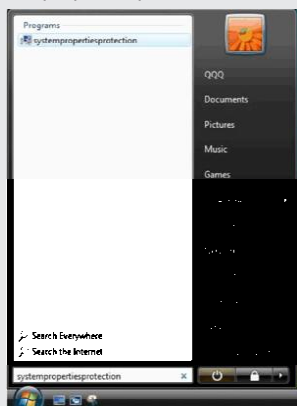 Programs
systempropertiesprotection
QQQ
Documents
Pictures
Music
Games
Search Everywhere
Search the Internet
systempropertiesprotection